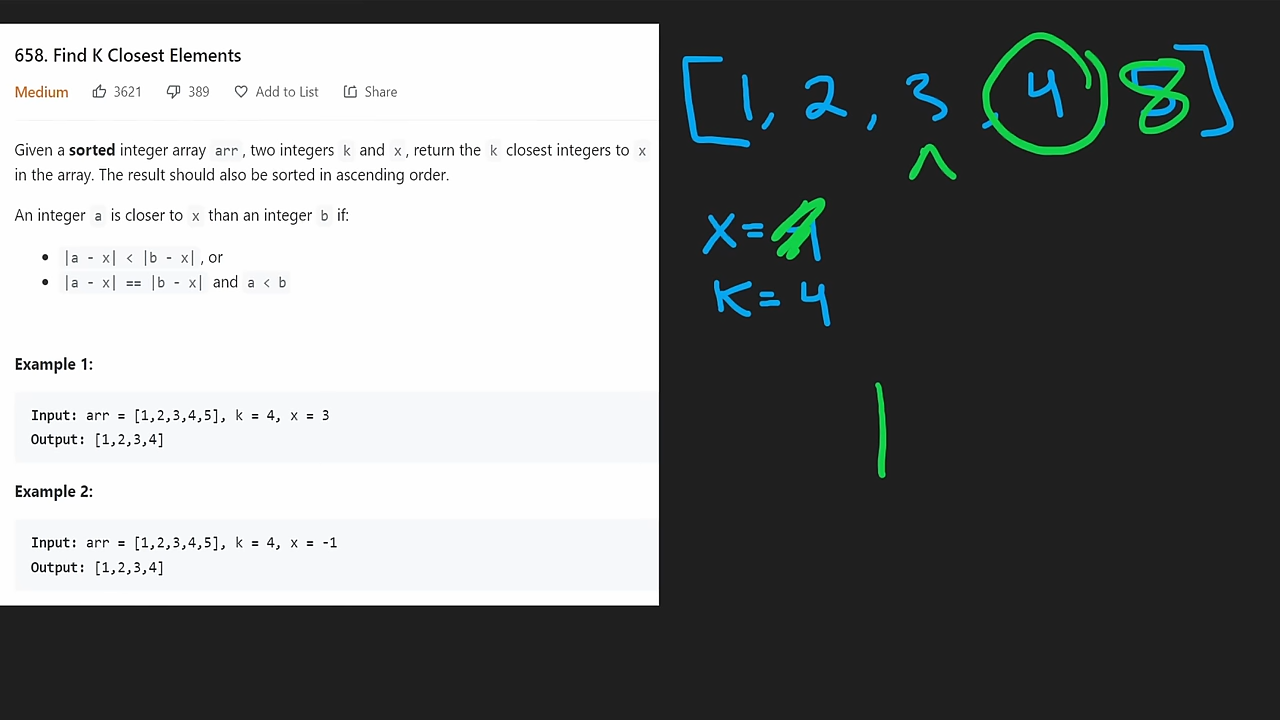 658. Find K Closest Elements
Medium 3621 389 Add to List Share
Given a sorted integer array arr, two integers k and x, return the k closest integers to x
in the array. The result should also be sorted in ascending order.
An integer a is closer to x than an integer b if:
|a - x| < |b - x|, or
|a - x| == |b - x| and a < b
Example 1:
Input: arr = [1,2,3,4,5], k = 4, x = 3
Output: [1,2,3,4]
Example 2:
Input: arr = [1,2,3,4,5], k = 4, x = -1
Output: [1,2,3,4]
[1, 2, 3, 4 8]
x =
K = 4